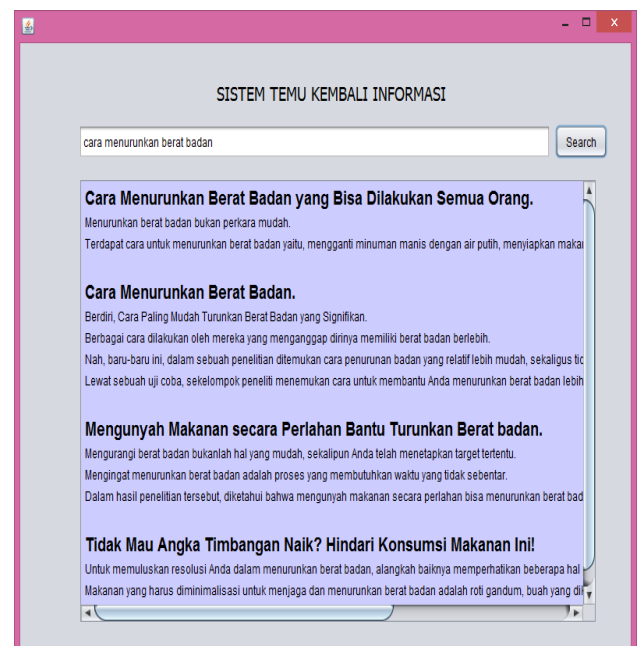 SISTEM TEMU KEMBALI INFORMASI
cara menurunkan berat badan
Search
Cara Menurunkan Berat Badan yang Bisa Dilakukan Semua Orang.
Menurunkan berat badan bukan perkara mudah.
Terdapat cara untuk menurunkan berat badan yaitu, mengganti minuman manis dengan air putih, menyiapkan makai
Cara Menurunkan Berat Badan.
Berdiri, Cara Paling Mudah Turunkan Berat Badan yang Signifikan.
Berbagai cara dilakukan oleh mereka yang menganggap dirinya memiliki berat badan berlebih.
Nah, baru-baru ini, dalam sebuah penelitian ditemukan cara penurunan badan yang relatif lebih mudah, sekaligus
Lewat sebuah uji coba, sekelompok peneliti menemukan cara untuk membantu Anda menurunkan berat badan lebih
Mengunyah Makanan secara Perlahan Bantu Turunkan Berat badan.
Mengurangi berat badan bukanlah hal yang mudah, sekalipun Anda telah menetapkan target tertentu.
Mengingat menurunkan berat badan adalah proses yang membutuhkan waktu yang tidak sebentar.
Dalam hasil penelitian tersebut, diketahui bahwa mengunyah makanan secara perlahan bisa menurunkan berat bad
Tidak Mau Angka Timbangan Naik? Hindari Konsumsi Makanan Ini!
Untuk memuluskan resolusi Anda dalam menurunkan berat badan, alangkah baiknya memperhatikan beberapa hal
Makanan yang harus diminimalisasi untuk menjaga dan menurunkan berat badan adalah roti gandum, buah yang